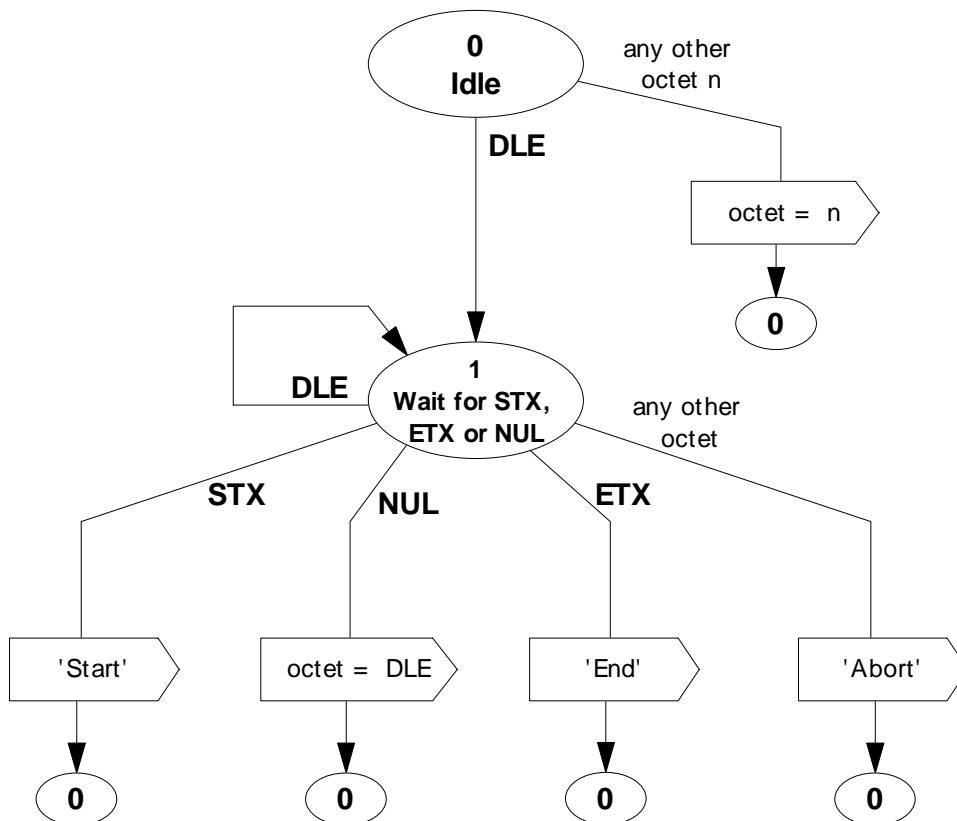 0
Idle
any other
octet n
DLE
octet = n
0
1
Wait for STX,
ETX or NUL
DLE
any other
octet
STX
NUL
ETX
'Start'
octet = DLE
'End'
'Abort'
0
0
0
0